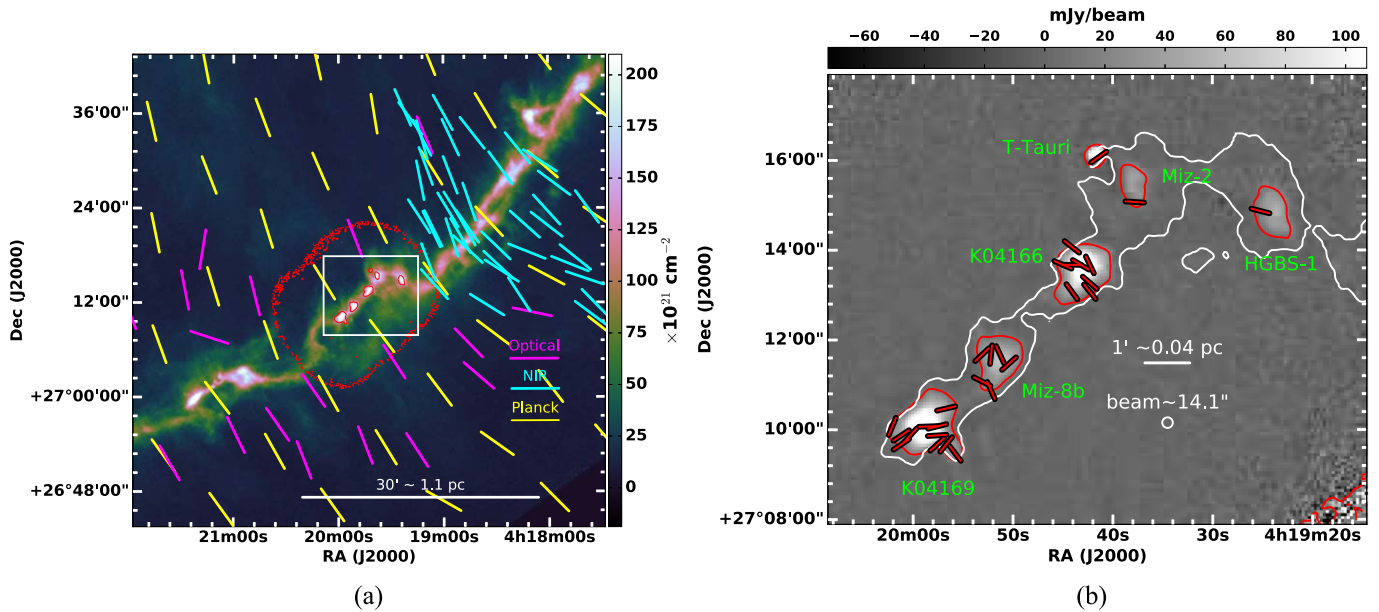 mJy/beam
−60 −40 −20 0 20 40 60 80 100
200
175
150
125
100
75
50
25
0
×10²¹ cm⁻²
36'00"
24'00"
12'00"
+27°00'00"
+26°48'00"
Dec (J2000)
Optical
NIR
Planck
30' ~ 1.1 pc
21m00s 20m00s 19m00s 4h18m00s
RA (J2000)
(a)
16'00"
14'00"
12'00"
10'00"
+27°08'00"
Dec (J2000)
T-Tauri
Miz-2
K04166
HGBS-1
1' ~0.04 pc
Miz-8b
beam~14.1"
K04169
20m00s 50s 40s 30s 4h19m20s
RA (J2000)
(b)